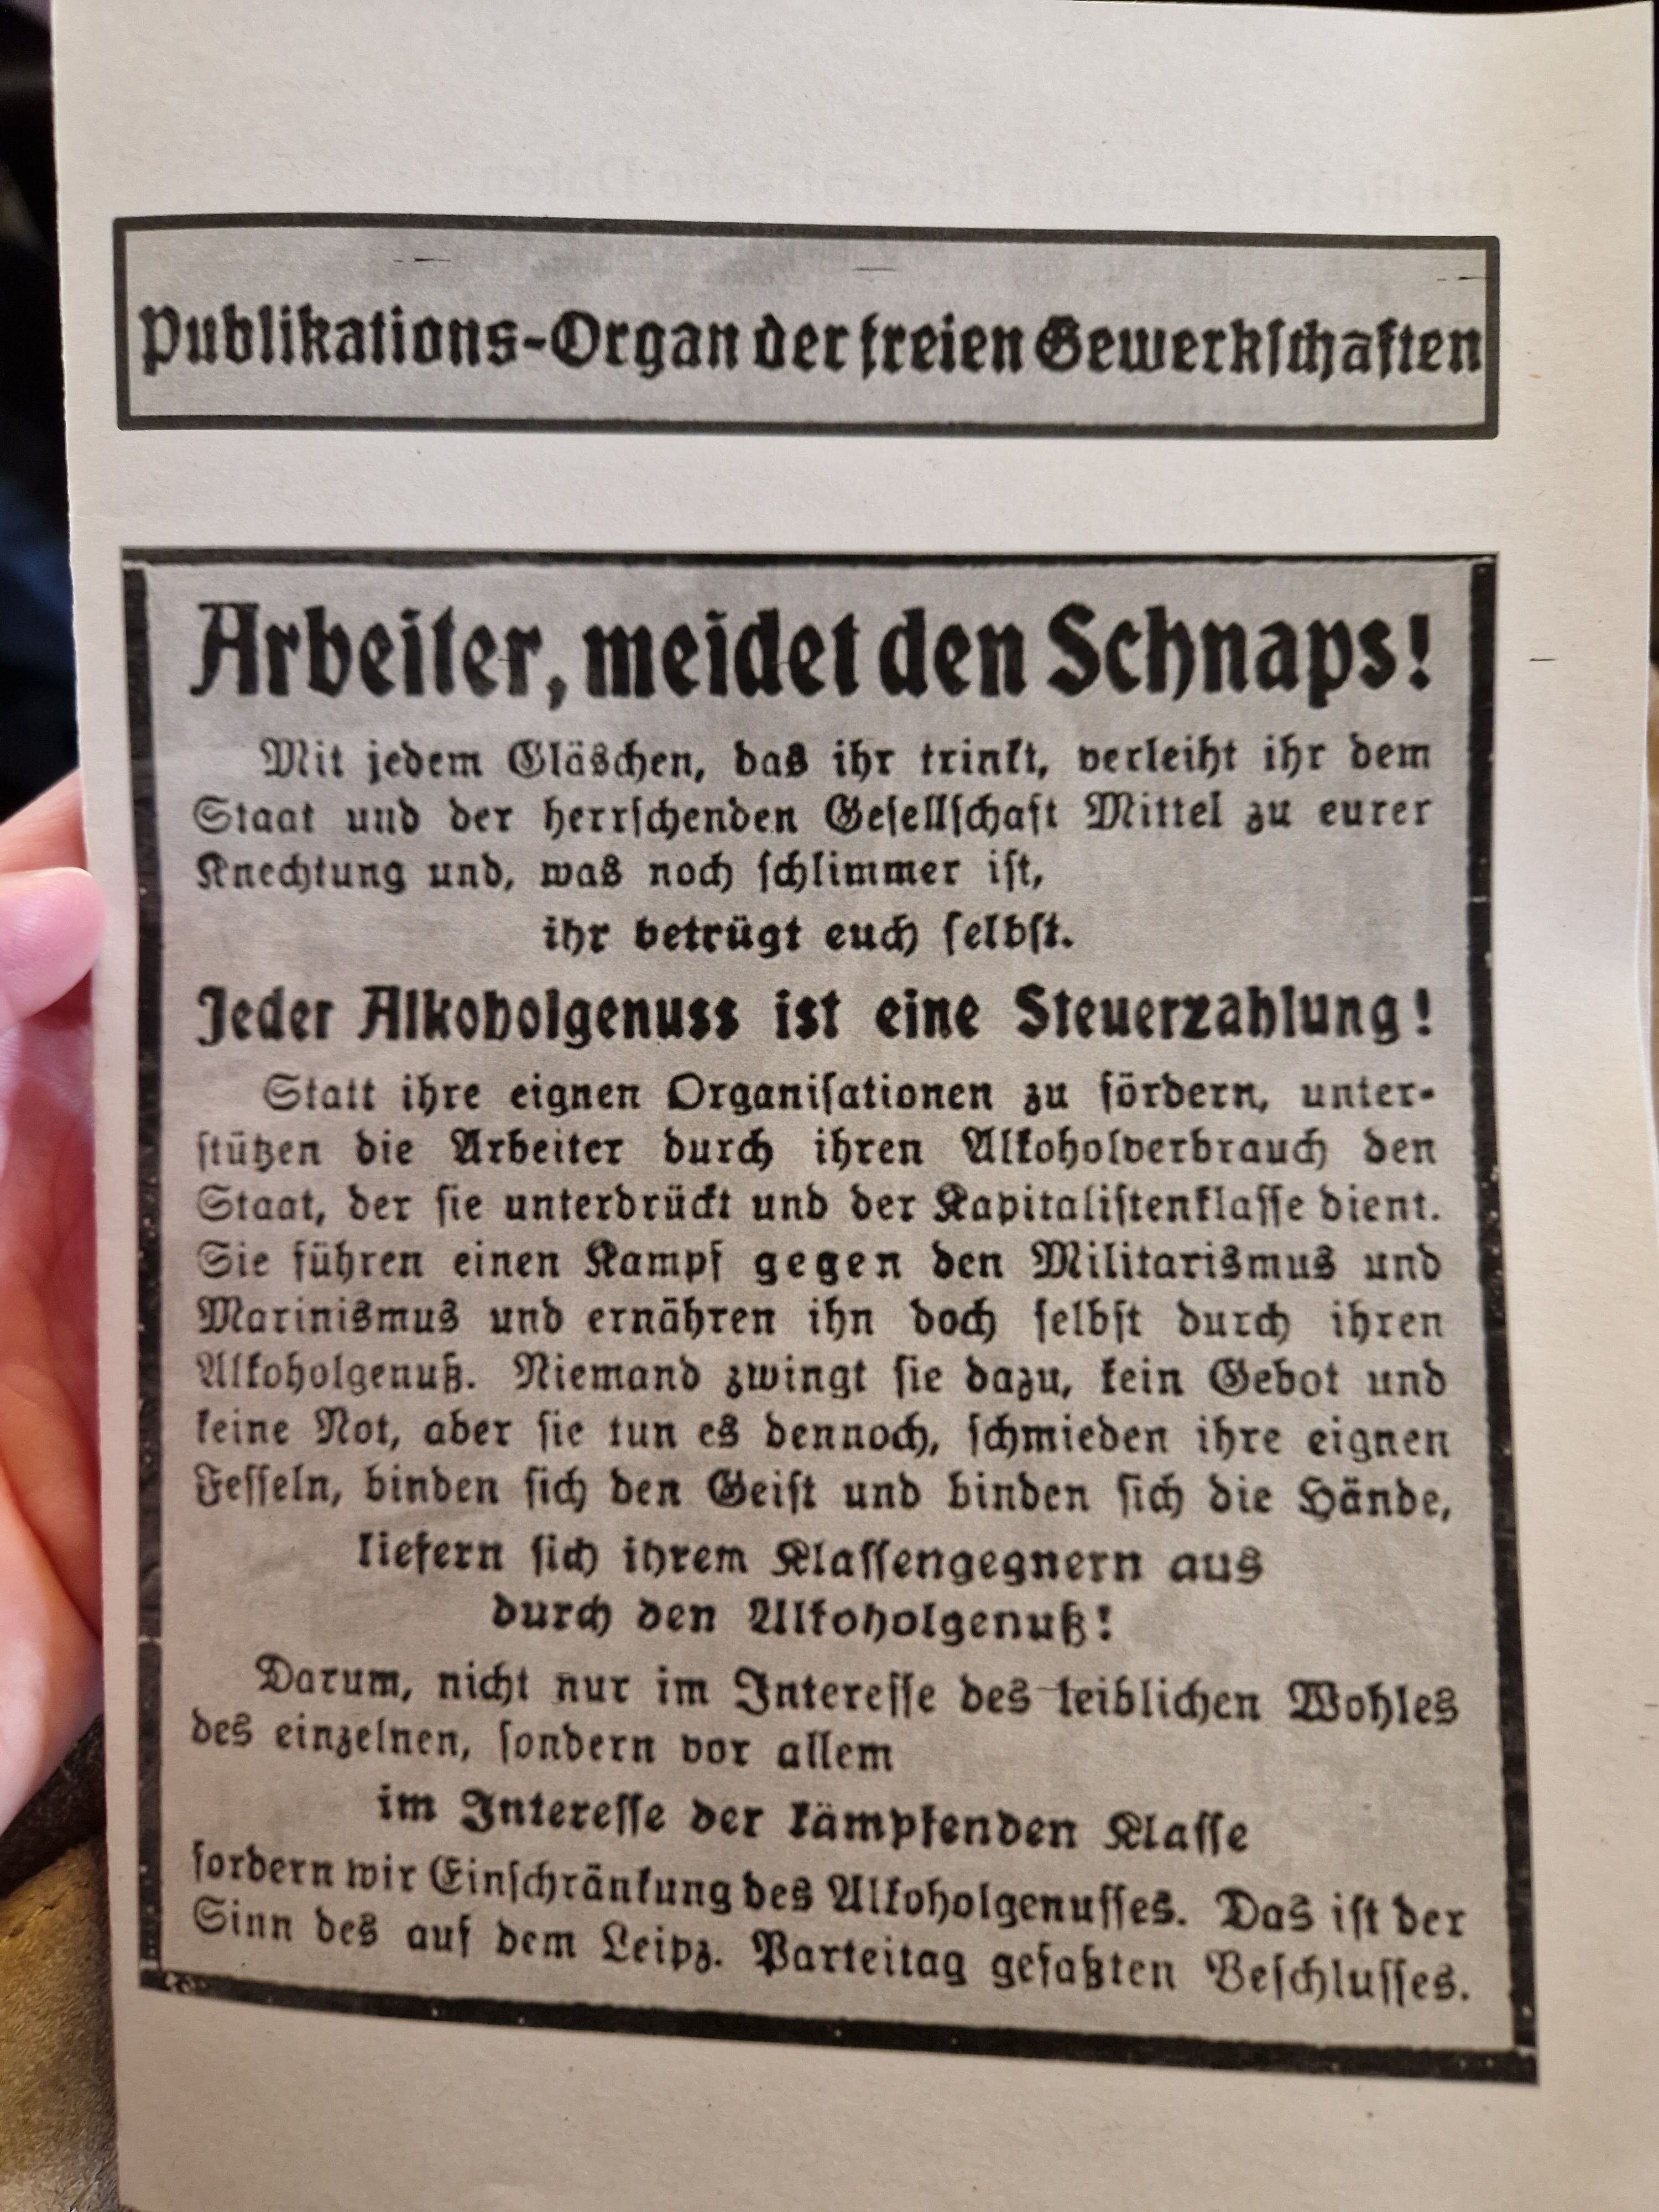 Publikations-Organ der freien Gewerkschaften
Arbeiter, meidet den Schnaps!
Mit jedem Gläschen, das ihr trinkt, verleiht ihr dem
Staat und der herrschenden Gesellschaft Mittel zu eurer
Knechtung und, was noch schlimmer ist,
ihr betrügt euch selbst.
Jeder Alkoholgenuss ist eine Steuerzahlung!
Statt ihre eignen Organisationen zu fördern, unter-
stützen die Arbeiter durch ihren Alkoholverbrauch den
Staat, der sie unterdrückt und der Kapitalistenklasse dient.
Sie führen einen Kampf gegen den Militarismus und
Marinismus und ernähren ihn doch selbst durch ihren
Alkoholgenuß. Niemand zwingt sie dazu, kein Gebot und
keine Not, aber sie tun es dennoch, schmieden ihre eignen
Fesseln, binden sich den Geist und binden sich die Hände,
liefern sich ihrem Klassengegnern aus
durch den Alkoholgenuß!
Darum, nicht nur im Interesse des leiblichen Wohles
des einzelnen, sondern vor allem
im Interesse der kämpfenden Klasse
fordern wir Einschränkung des Alkoholgenusses. Das ist der
Sinn des auf dem Leipz. Parteitag gefaßten Beschlusses.